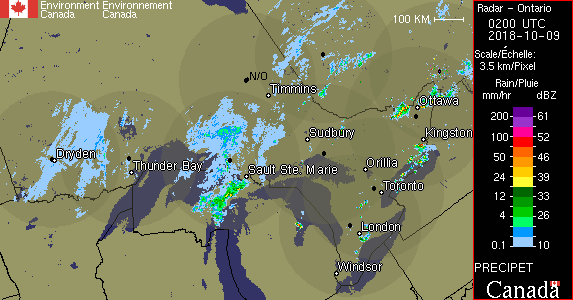 Environment Environnement
Canada Canada
100 KM
N/O
Timmins
Ottawa
Sudbury
Kingston
Dryden
Thunder Bay
Sault Ste. Marie
Orillia
Toronto
London
Windsor
Radar - Ontario
0200 UTC
2018-10-09
Scale/Échelle:
3.5 km/Pixel
Rain/Pluie
mm/hr dBZ
200 61
100 56
50 52
50 46
24 39
12 33
4 26
0.1 10
PRECIPET
Canada